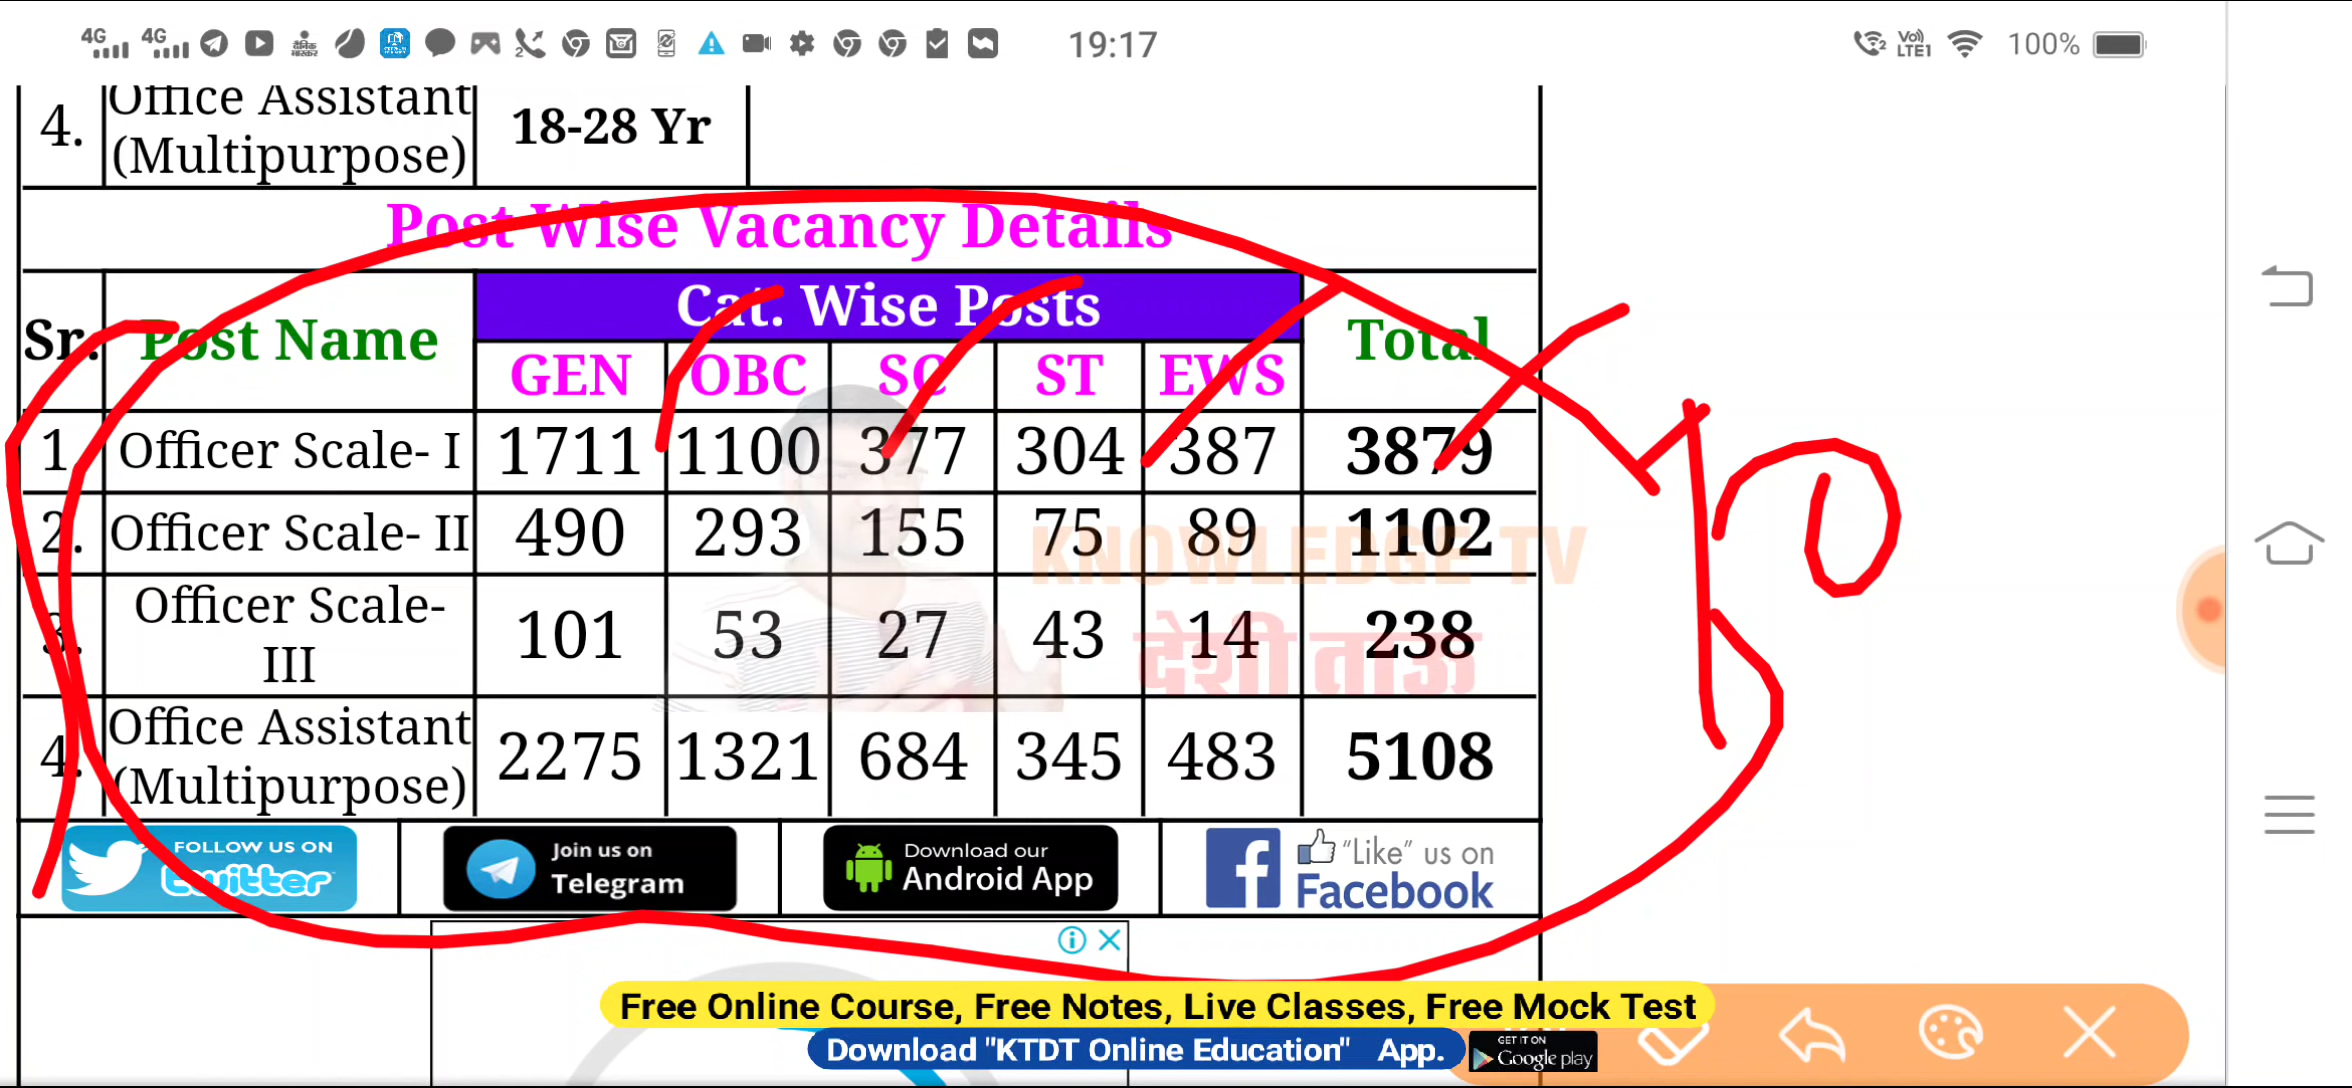 4G 4G 19:17 Vo) LTE1 100%
4. Office Assistant (Multipurpose) 18-28 Yr
Post Wise Vacancy Details
Sr. Post Name Cat. Wise Posts Total
GEN OBC SC ST EWS
1. Officer Scale- I 1711 1100 377 304 387 3879
2. Officer Scale- II 490 293 155 75 89 1102
3. Officer Scale- III 101 53 27 43 14 238
4. Office Assistant (Multipurpose) 2275 1321 684 345 483 5108
KNOWLEDGE TV
देशी ताऊ
FOLLOW US ON twitter
Join us on Telegram
Download our Android App
"Like" us on Facebook
Free Online Course, Free Notes, Live Classes, Free Mock Test
Download "KTDT Online Education" App.
GET IT ON Google play